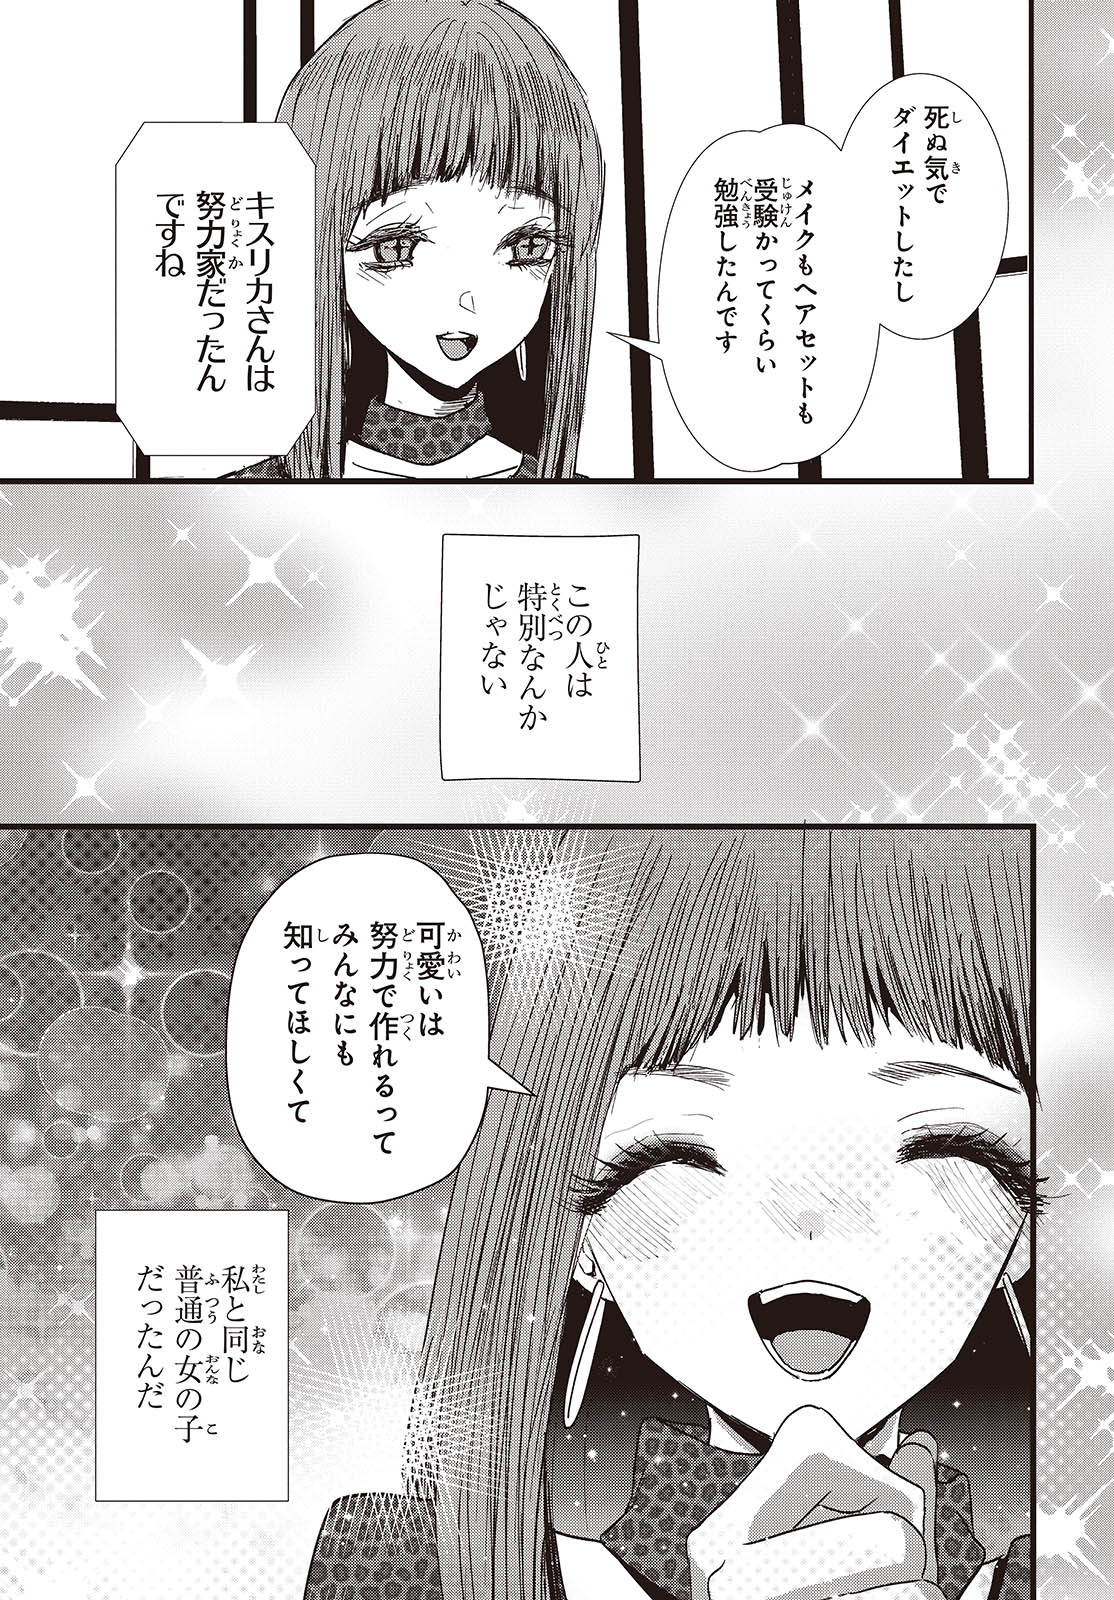 死ぬ気で
ダイエットしたし
メイクもヘアセットも
受験かってくらい
勉強したんです
キスリカさんは
努力家だったん
ですね
この人は
特別なんか
じゃない
可愛いは
努力で作れるって
みんなにも
知ってほしくて
私と同じ
普通の女の子
だったんだ